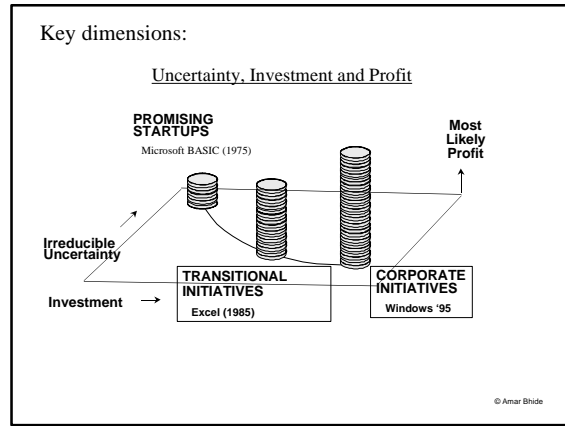 Key dimensions:
Uncertainty, Investment and Profit
PROMISING
STARTUPS
Microsoft BASIC (1975)
Most
Likely
Profit
Irreducible
Uncertainty
Investment
TRANSITIONAL
INITIATIVES
Excel (1985)
CORPORATE
INITIATIVES
Windows ‘95
© Amar Bhide